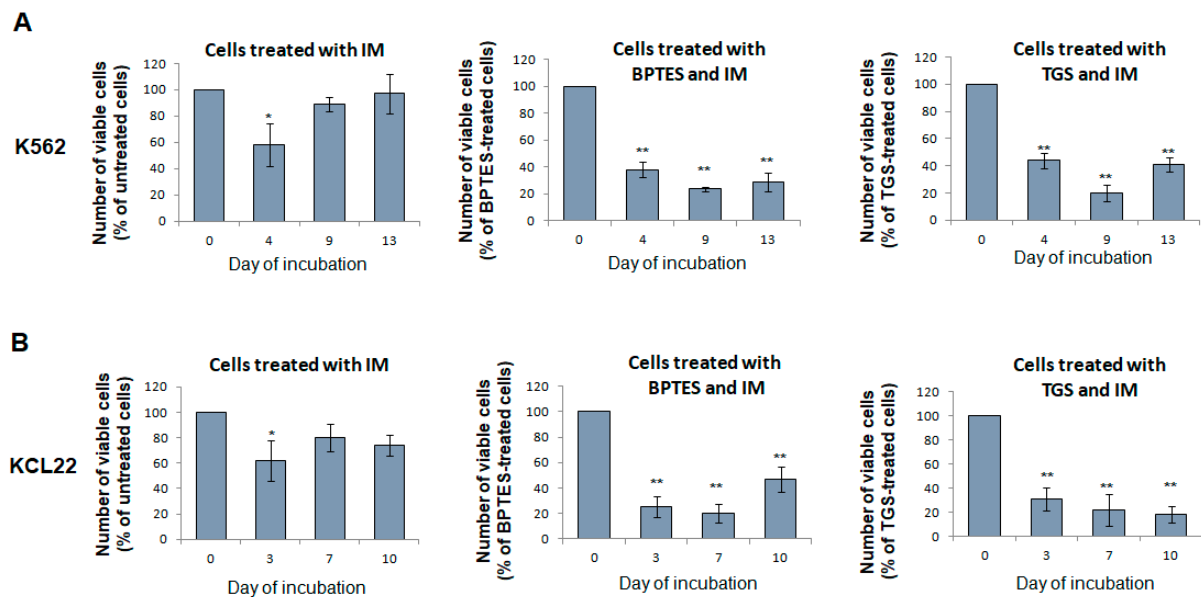 A
K562
Cells treated with IM
Number of viable cells
(% of untreated cells)
120
100
80
60
40
20
0
*
0 4 9 13
Day of incubation
Cells treated with
BPTES and IM
Number of viable cells
(% of BPTES-treated cells)
120
100
80
60
40
20
0
** ** **
0 4 9 13
Day of incubation
Cells treated with
TGS and IM
Number of viable cells
(% of TGS-treated cells)
120
100
80
60
40
20
0
** ** **
0 4 9 13
Day of incubation
B
KCL22
Cells treated with IM
Number of viable cells
(% of untreated cells)
120
100
80
60
40
20
0
*
0 3 7 10
Day of incubation
Cells treated with
BPTES and IM
Number of viable cells
(% of BPTES-treated cells)
120
100
80
60
40
20
0
** ** **
0 3 7 10
Day of incubation
Cells treated with
TGS and IM
Number of viable cells
(% of TGS-treated cells)
120
100
80
60
40
20
0
** ** **
0 3 7 10
Day of incubation